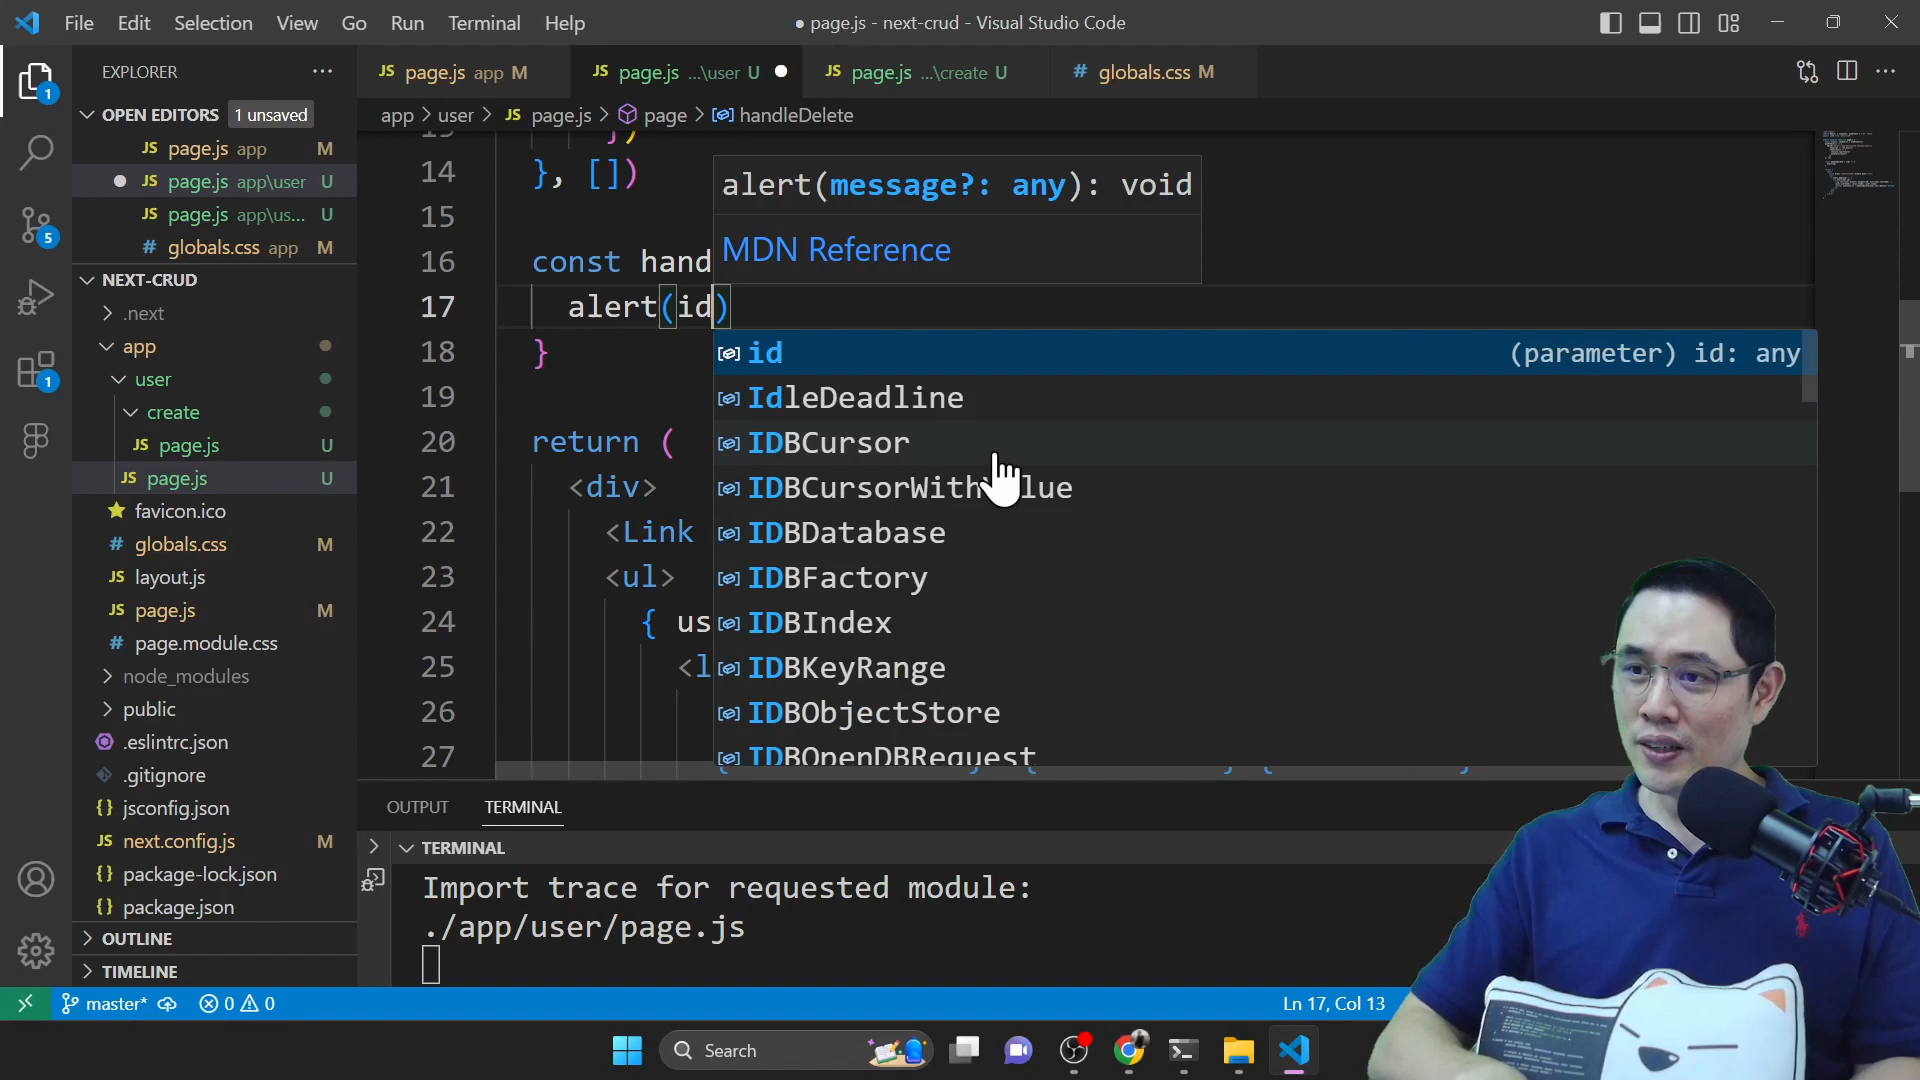 File Edit Selection View Go Run Terminal Help
● page.js - next-crud - Visual Studio Code
EXPLORER
OPEN EDITORS 1 unsaved
JS page.js app M
JS page.js app\user U
JS page.js app\us... U
# globals.css app M
NEXT-CRUD
.next
app
user
create
JS page.js U
JS page.js U
favicon.ico
# globals.css M
JS layout.js
JS page.js M
# page.module.css
node_modules
public
.eslintrc.json
.gitignore
{} jsconfig.json
JS next.config.js M
{} package-lock.json
{} package.json
OUTLINE
TIMELINE
1
5
1
JS page.js app M
JS page.js ...\user U
JS page.js ...\create U
# globals.css M
app > user > JS page.js > page > handleDelete
14 }, [])
15
16 const hand
17 alert(id)
18 }
19
20 return (
21 <div>
22 <Link
23 <ul>
24 { us
25 <l
26
27
alert(message?: any): void
MDN Reference
id (parameter) id: any
IdleDeadline
IDBCursor
IDBDatabase
IDBFactory
IDBIndex
IDBKeyRange
IDBObjectStore
IDBOpenDBRequest
OUTPUT TERMINAL
TERMINAL
Import trace for requested module:
./app/user/page.js
master* 0 0 Ln 17, Col 13
Search